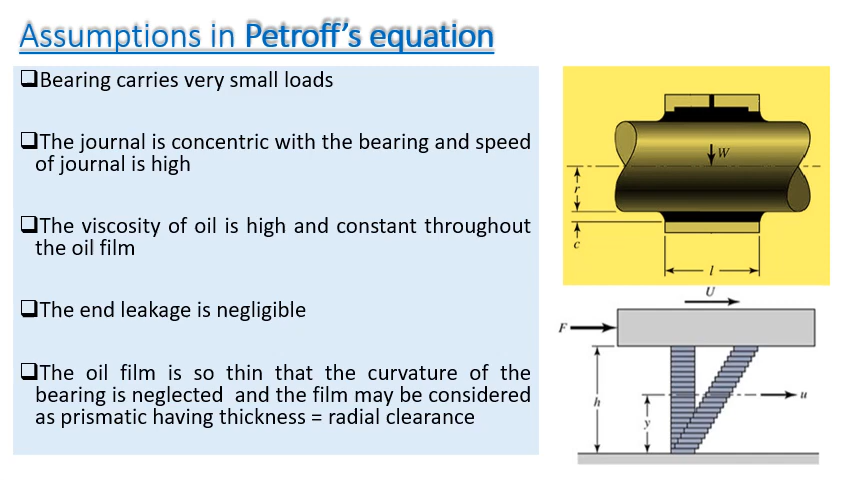 Assumptions in Petroff's equation
❑Bearing carries very small loads
❑The journal is concentric with the bearing and speed
of journal is high
❑The viscosity of oil is high and constant throughout
the oil film
❑The end leakage is negligible
❑The oil film is so thin that the curvature of the
bearing is neglected and the film may be considered
as prismatic having thickness = radial clearance
W
r
c
l
U
F
h
u
y